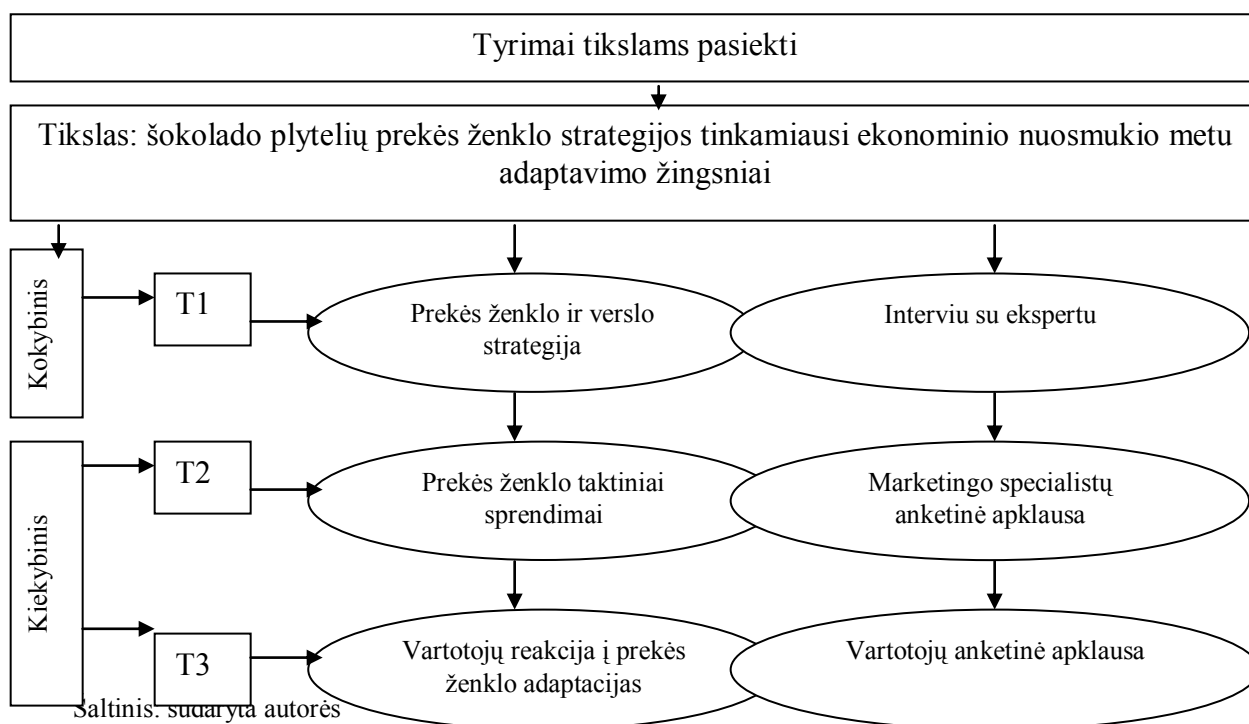 Tyrimai tikslams pasiekti
Tikslas: šokolado plytelių prekės ženklo strategijos tinkamiausi ekonominio nuosmukio metu
adaptavimo žingsniai
Kokybinis
T1
Prekės ženklo ir verslo
strategija
Interviu su ekspertu
Kiekybinis
T2
Prekės ženklo taktiniai
sprendimai
Marketingo specialistų
anketinė apklausa
T3
Vartotojų reakcija į prekės
ženklo adaptacijas
Vartotojų anketinė apklausa
Šaltinis: sudaryta autorės